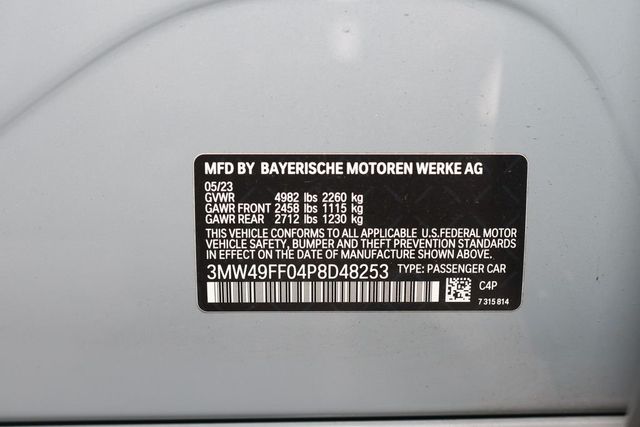 MFD BY BAYERISCHE MOTOREN WERKE AG
05/23
GVWR 4982 lbs 2260 kg
GAWR FRONT 2458 lbs 1115 kg
GAWR REAR 2712 lbs 1230 kg
THIS VEHICLE CONFORMS TO ALL APPLICABLE U.S.FEDERAL MOTOR
VEHICLE SAFETY, BUMPER AND THEFT PREVENTION STANDARDS
IN EFFECT ON THE DATE OF MANUFACTURE SHOWN ABOVE.
3MW49FF04P8D48253 TYPE: PASSENGER CAR
C4P
7 315 814